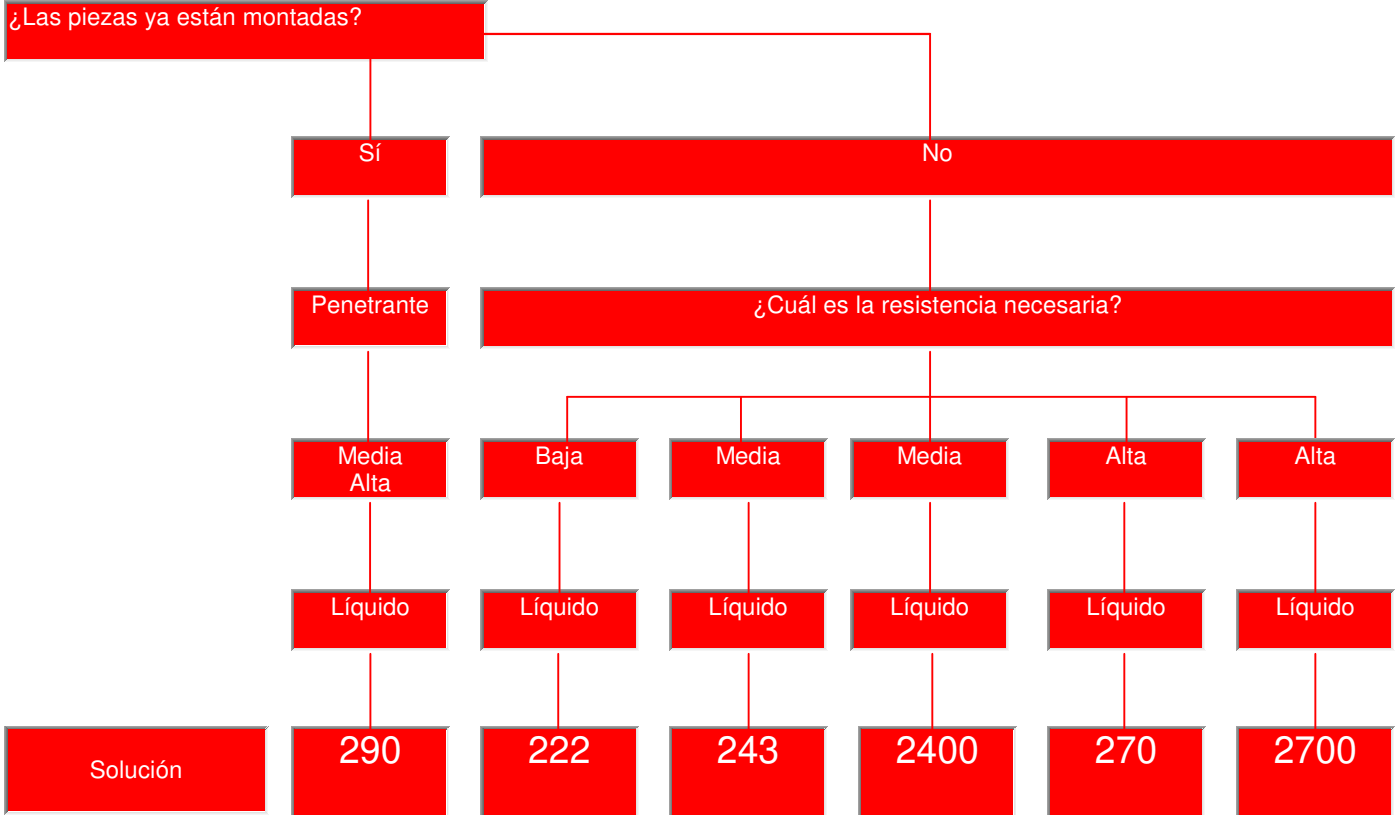 ¿Las piezas ya están montadas?
Sí
No
Penetrante
¿Cuál es la resistencia necesaria?
Media
Alta
Baja
Media
Media
Alta
Alta
Líquido
Líquido
Líquido
Líquido
Líquido
Líquido
Solución
290
222
243
2400
270
2700